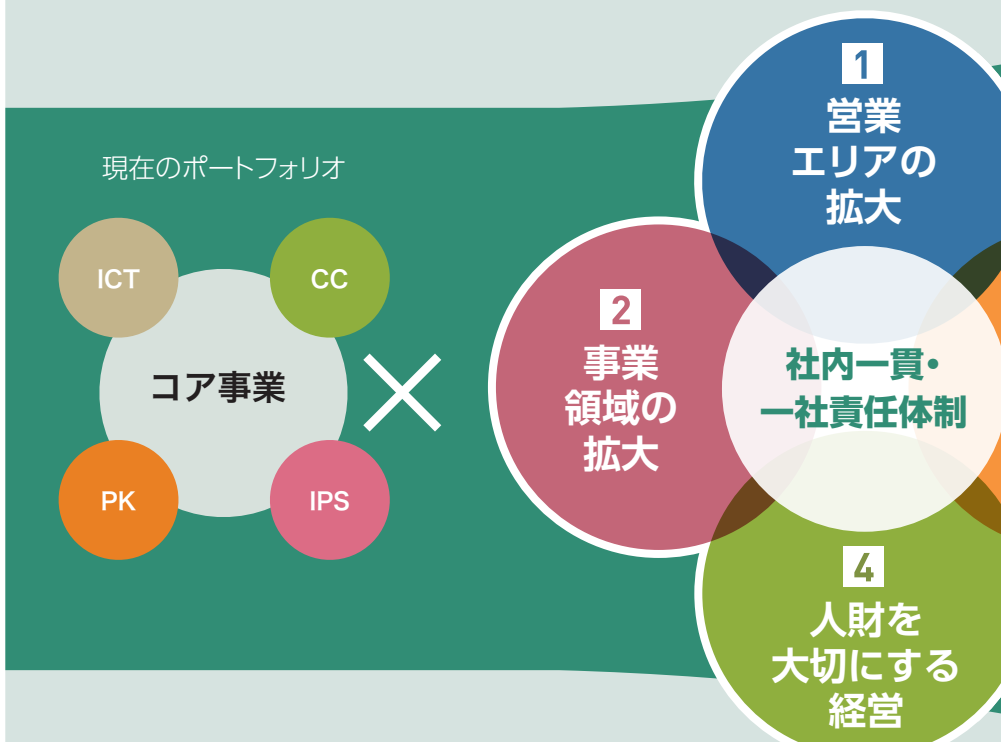 現在のポートフォリオ
ICT
CC
コア事業
PK
IPS
1
営業
エリアの
拡大
2
事業
領域の
拡大
社内一貫・
一社責任体制
4
人財を
大切にする
経営